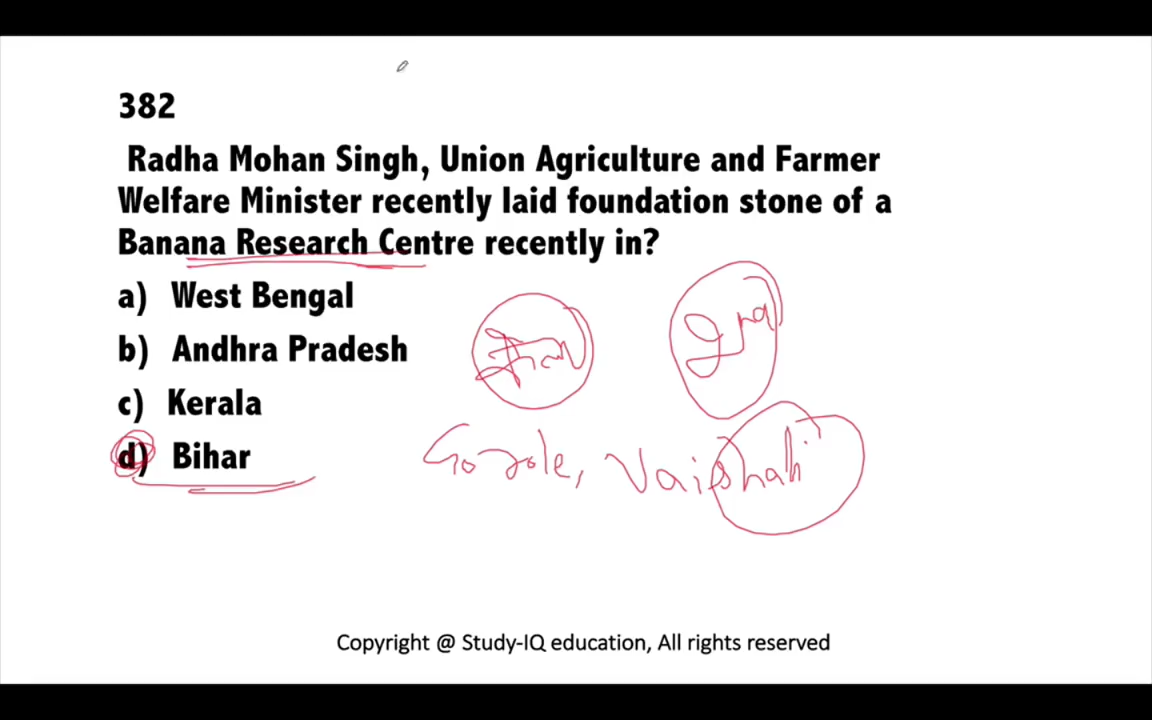 382
Radha Mohan Singh, Union Agriculture and Farmer
Welfare Minister recently laid foundation stone of a
Banana Research Centre recently in?
a) West Bengal
b) Andhra Pradesh
c) Kerala
d) Bihar
Vaishali
Copyright @ Study-IQ education, All rights reserved